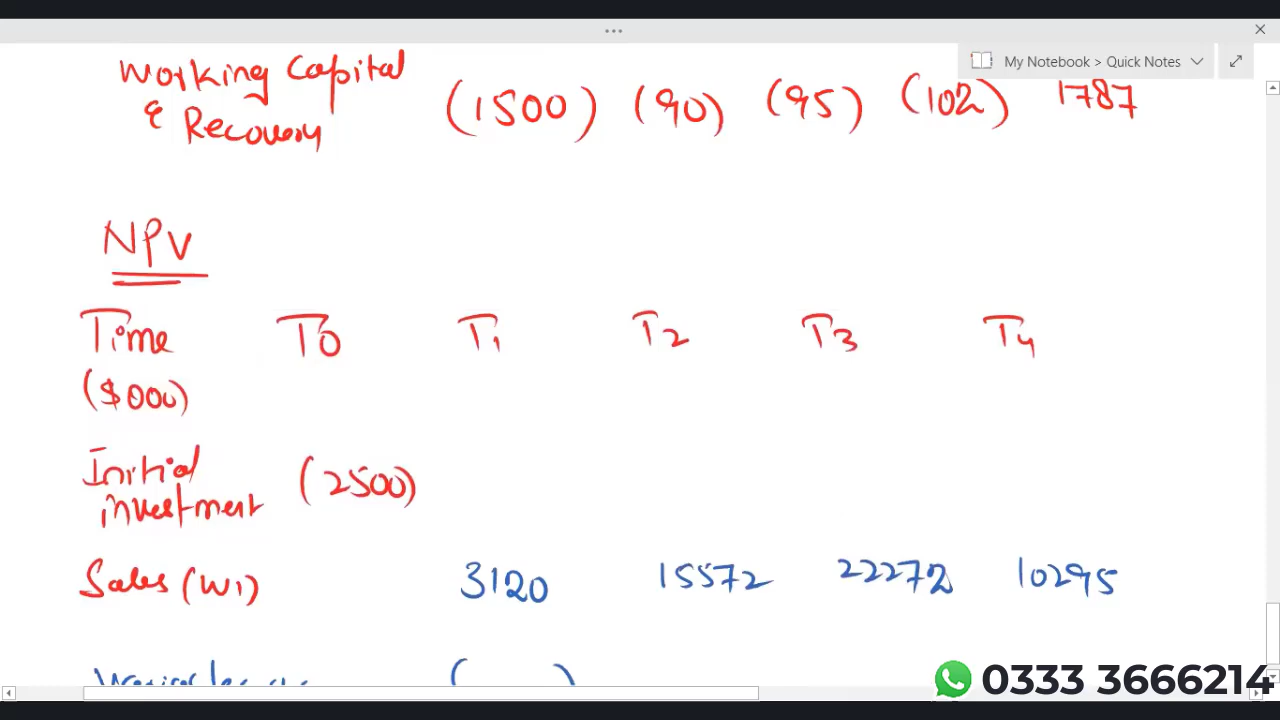 My Notebook > Quick Notes
Working Capital (1500) (90) (95) (102) 1787
& Recovery
NPV
Time T0 T1 T2 T3 T4
($000)
Initial
investment (2500)
Sales (W1) 3120 15572 22272 10295
0333 3666214